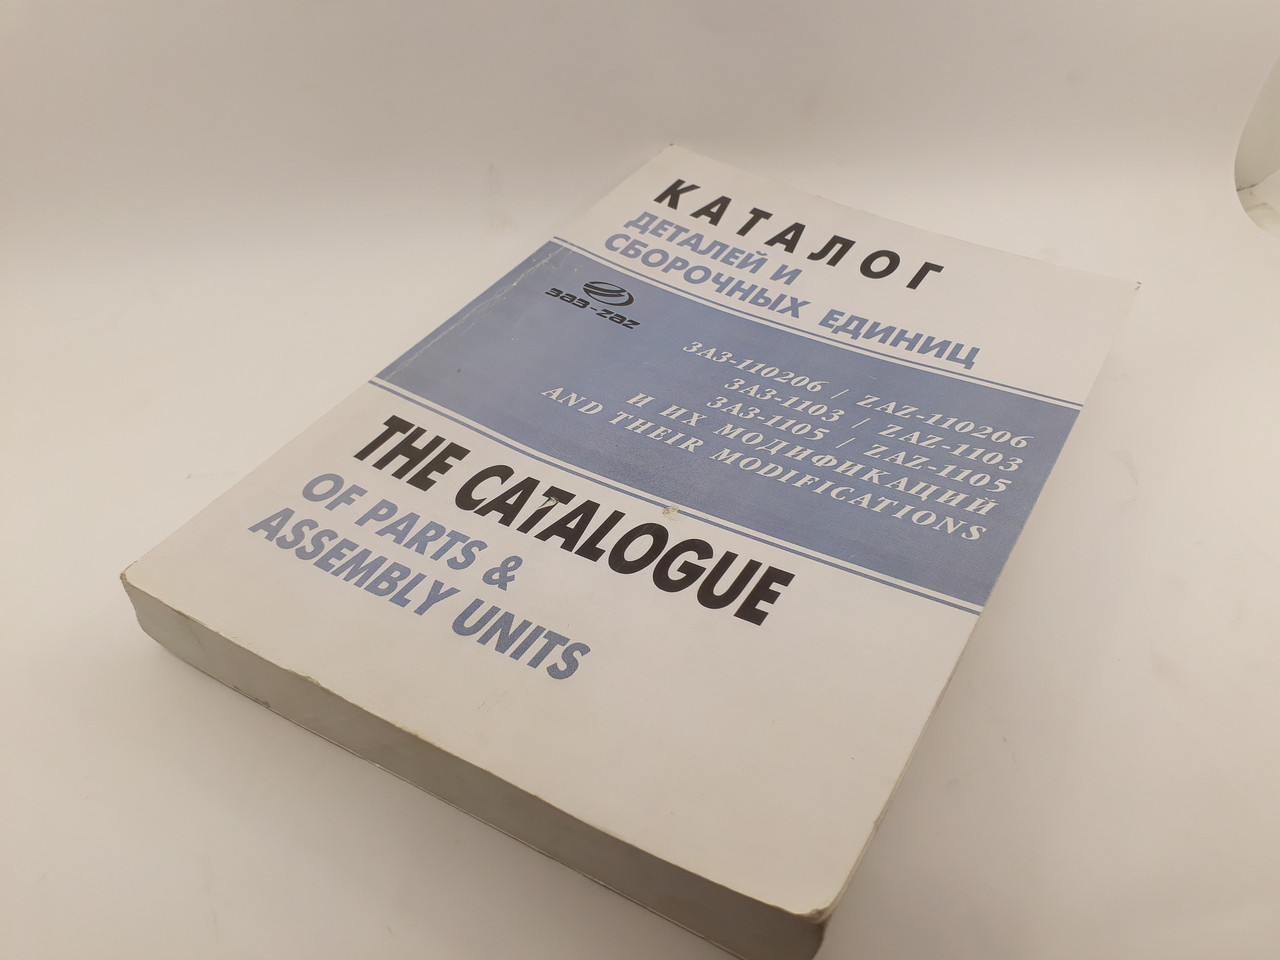 КАТАЛОГ
ДЕТАЛЕЙ И
СБОРОЧНЫХ ЕДИНИЦ
ЗАЗ-ZAZ
ЗАЗ-110206 / ZAZ-110206
ЗАЗ-1103 / ZAZ-1103
ЗАЗ-1105 / ZAZ-1105
И ИХ МОДИФИКАЦИЙ
AND THEIR MODIFICATIONS
THE CATALOGUE
OF PARTS &
ASSEMBLY UNITS